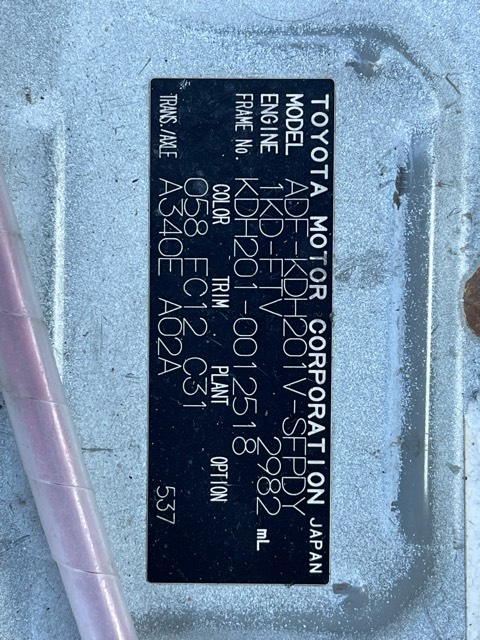 TOYOTA MOTOR CORPORATION JAPAN
MODEL ADF-KDH201V-SFPDY
ENGINE 1KD-FTV 2982 mL
FRAME No. KDH201-0012518
COLOR TRIM PLANT OPTION
058 FC12 C31
TRANS./AXLE A340E A02A 537